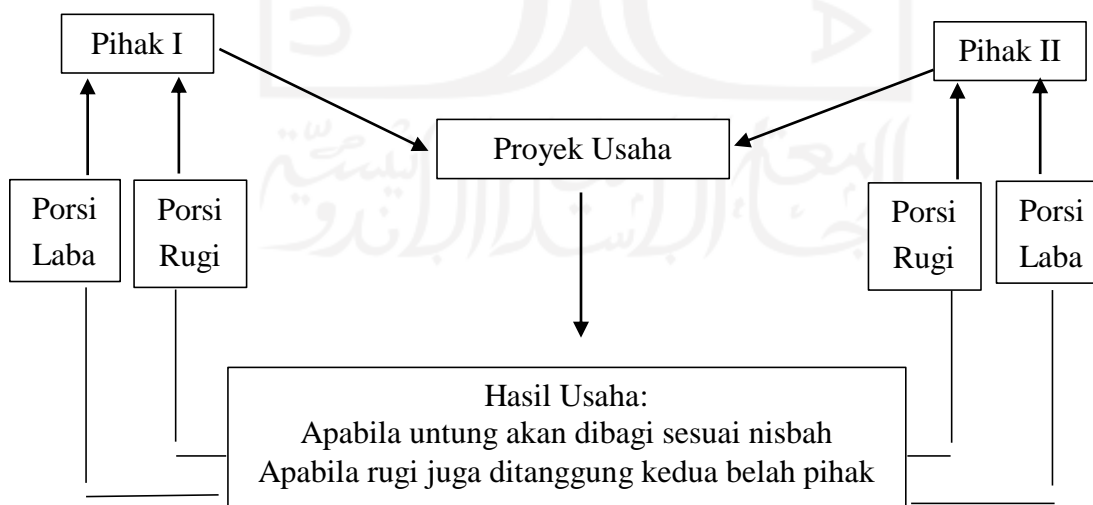 Pihak I
Pihak II
Proyek Usaha
Porsi
Laba
Porsi
Rugi
Porsi
Rugi
Porsi
Laba
Hasil Usaha:
Apabila untung akan dibagi sesuai nisbah
Apabila rugi juga ditanggung kedua belah pihak